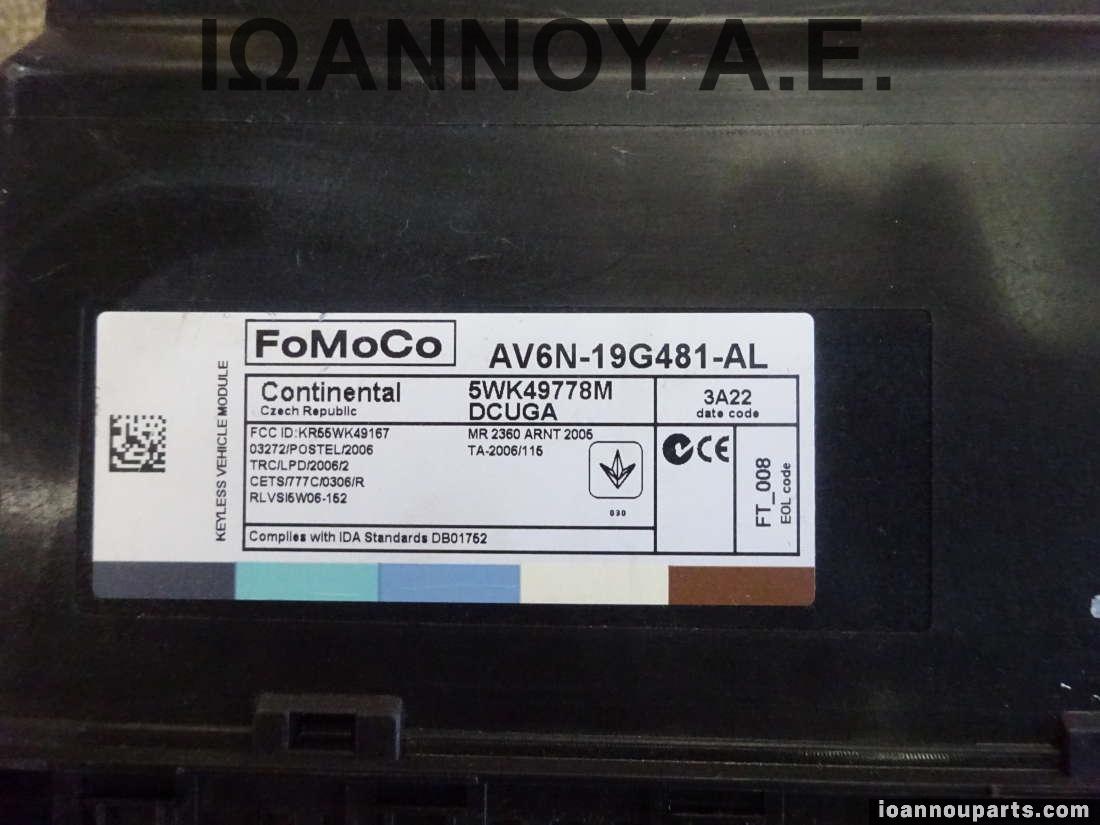 ΙΩΑΝΝΟΥ Α.Ε.
FoMoCo
AV6N-19G481-AL
KEYLESS VEHICLE MODULE
Continental
Czech Republic
5WK49778M
DCUGA
3A22
date code
FCC ID:KR55WK49167
03272/POSTEL/2006
TRC/LPD/2006/2
CETS/777C/0306/R
RLVSI5W06-152
MR 2360 ARNT 2005
TA-2006/115
030
CE
FT_008
EOL code
Complies with IDA Standards DB01752
ioannouparts.com